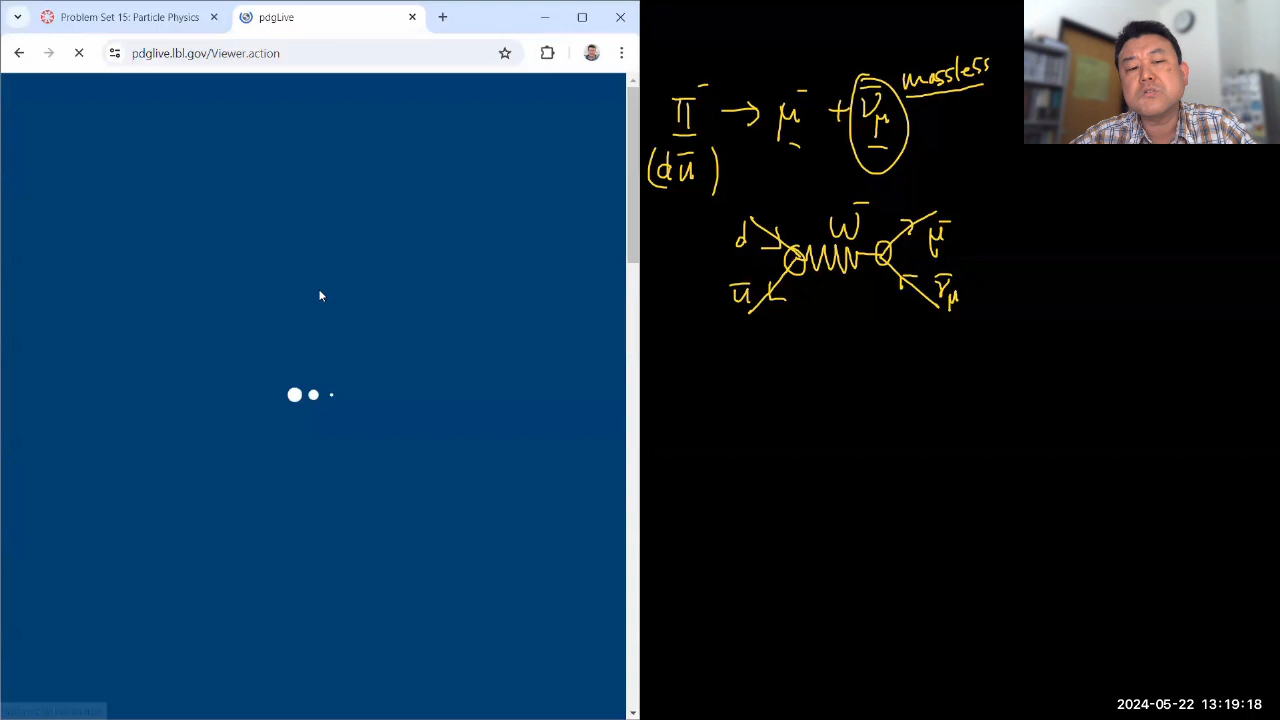 Problem Set 15: Particle Physics
pdgLive
pdglive.lbl.gov/Viewer.action
π⁻ → μ⁻ + ν̄μ massless
(dū)
d W⁻ μ⁻
ū ν̄μ
2024-05-22 13:19:18